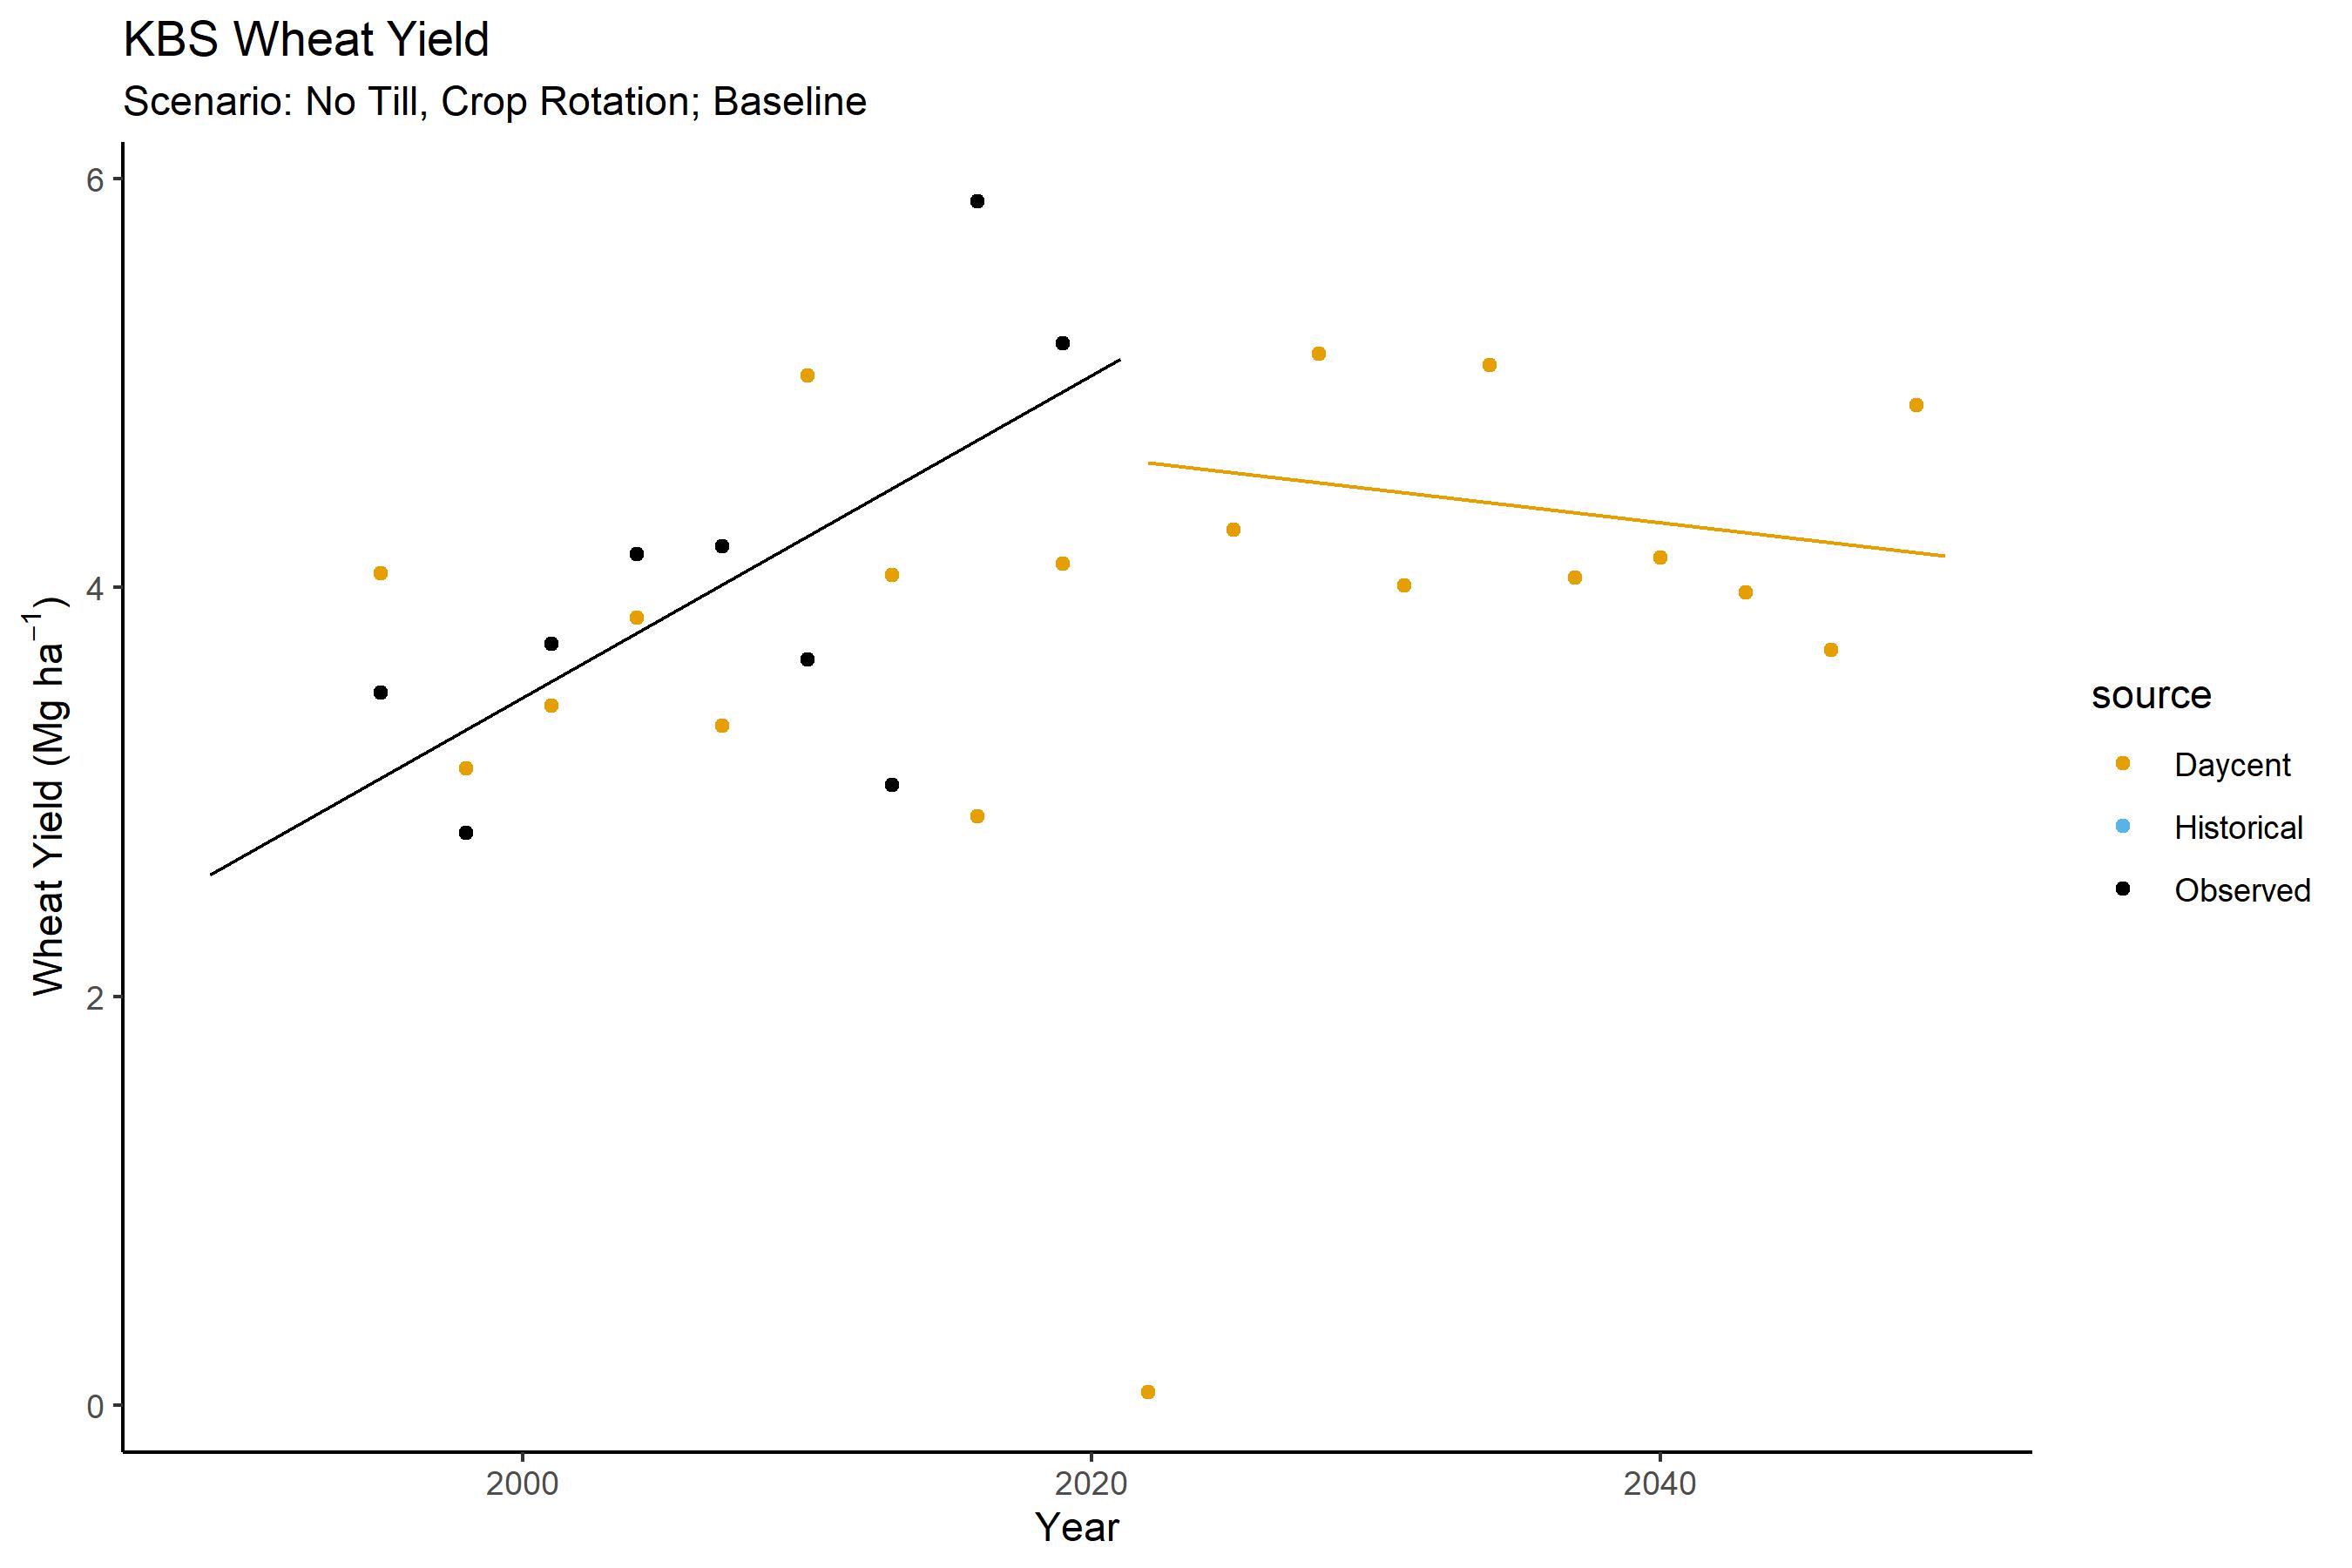 KBS Wheat Yield
Scenario: No Till, Crop Rotation; Baseline
Wheat Yield (Mg ha⁻¹)
6
4
2
0
2000 2020 2040
Year
source
Daycent
Historical
Observed